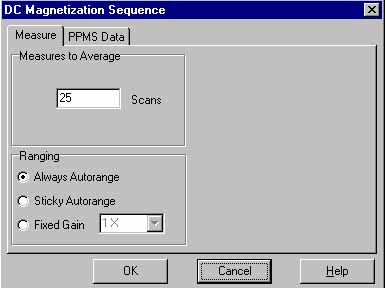 DC Magnetization Sequence
Measure PPMS Data
Measures to Average
25 Scans
Ranging
Always Autorange
Sticky Autorange
Fixed Gain 1X
OK Cancel Help